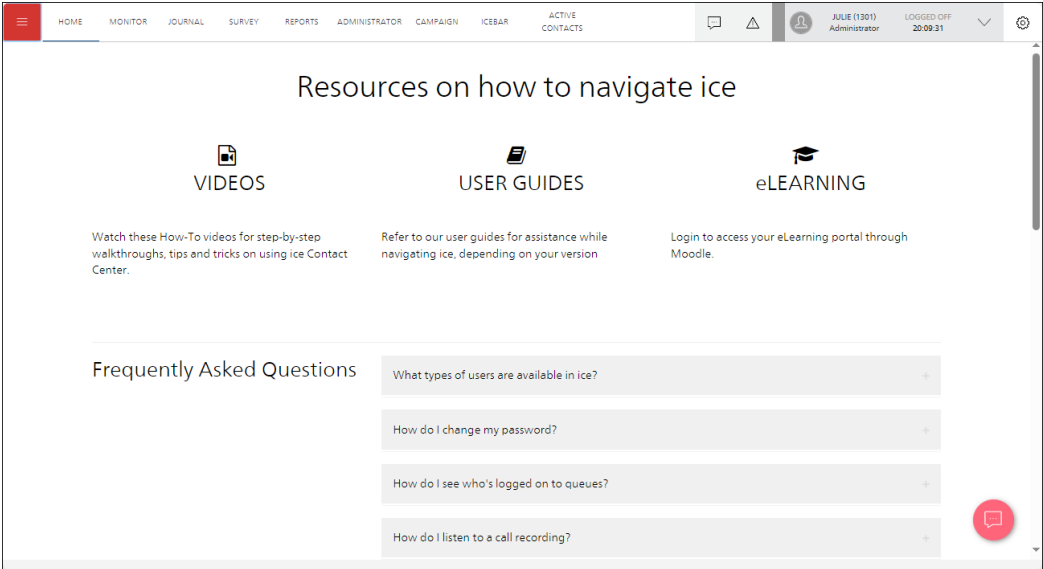 HOME MONITOR JOURNAL SURVEY REPORTS ADMINISTRATOR CAMPAIGN ICEBAR ACTIVE CONTACTS
JULIE (1301)
Administrator
LOGGED OFF
20:09:31
Resources on how to navigate ice
VIDEOS
Watch these How-To videos for step-by-step
walkthroughs, tips and tricks on using ice Contact
Center.
USER GUIDES
Refer to our user guides for assistance while
navigating ice, depending on your version
eLEARNING
Login to access your eLearning portal through
Moodle.
Frequently Asked Questions
What types of users are available in ice?
How do I change my password?
How do I see who's logged on to queues?
How do I listen to a call recording?